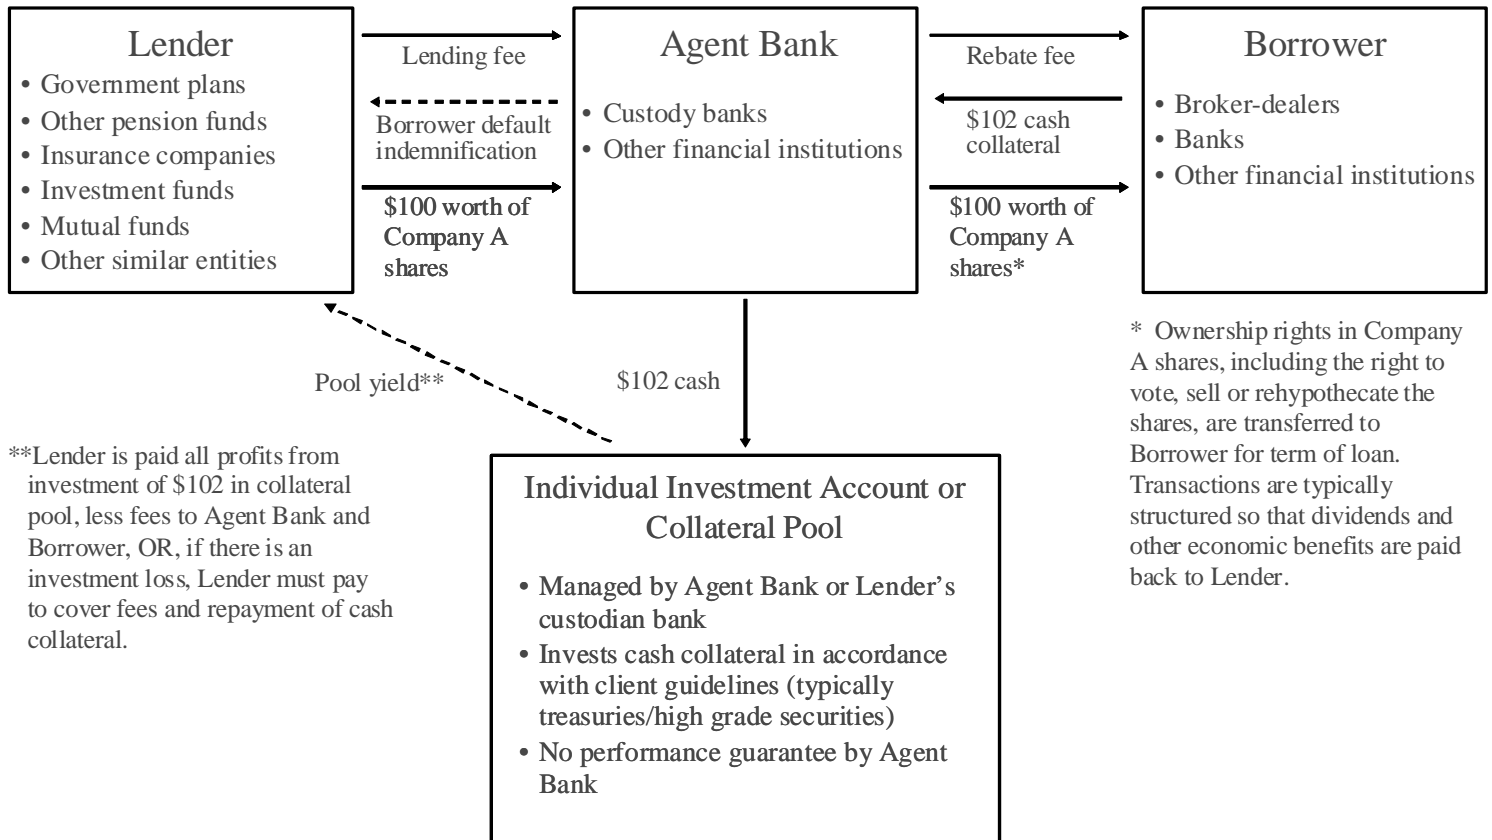 Lender
• Government plans
• Other pension funds
• Insurance companies
• Investment funds
• Mutual funds
• Other similar entities
Lending fee
Borrower default
indemnification
$100 worth of
Company A
shares
Agent Bank
• Custody banks
• Other financial institutions
Rebate fee
$102 cash
collateral
$100 worth of
Company A
shares*
Borrower
• Broker-dealers
• Banks
• Other financial institutions
Pool yield**
$102 cash
* Ownership rights in Company
A shares, including the right to
vote, sell or rehypothecate the
shares, are transferred to
Borrower for term of loan.
Transactions are typically
structured so that dividends and
other economic benefits are paid
back to Lender.
**Lender is paid all profits from
investment of $102 in collateral
pool, less fees to Agent Bank and
Borrower, OR, if there is an
investment loss, Lender must pay
to cover fees and repayment of cash
collateral.
Individual Investment Account or
Collateral Pool
• Managed by Agent Bank or Lender’s
custodian bank
• Invests cash collateral in accordance
with client guidelines (typically
treasuries/high grade securities)
• No performance guarantee by Agent
Bank